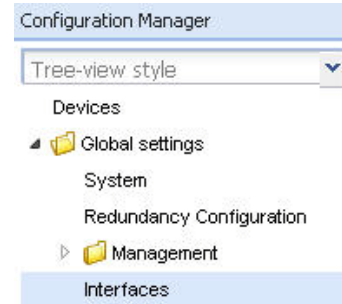 Configuration Manager
Tree-view style
Devices
Global settings
System
Redundancy Configuration
Management
Interfaces